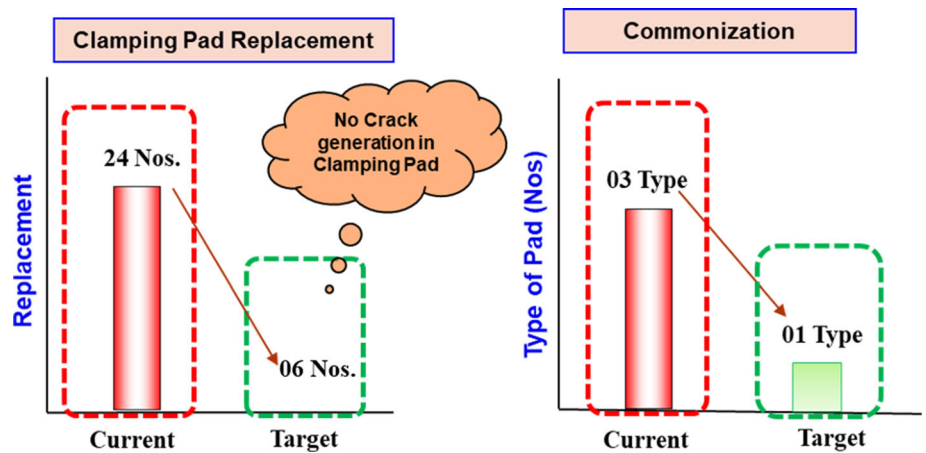 Clamping Pad Replacement
Replacement
24 Nos.
No Crack
generation in
Clamping Pad
06 Nos.
Current
Target
Commonization
Type of Pad (Nos)
03 Type
01 Type
Current
Target